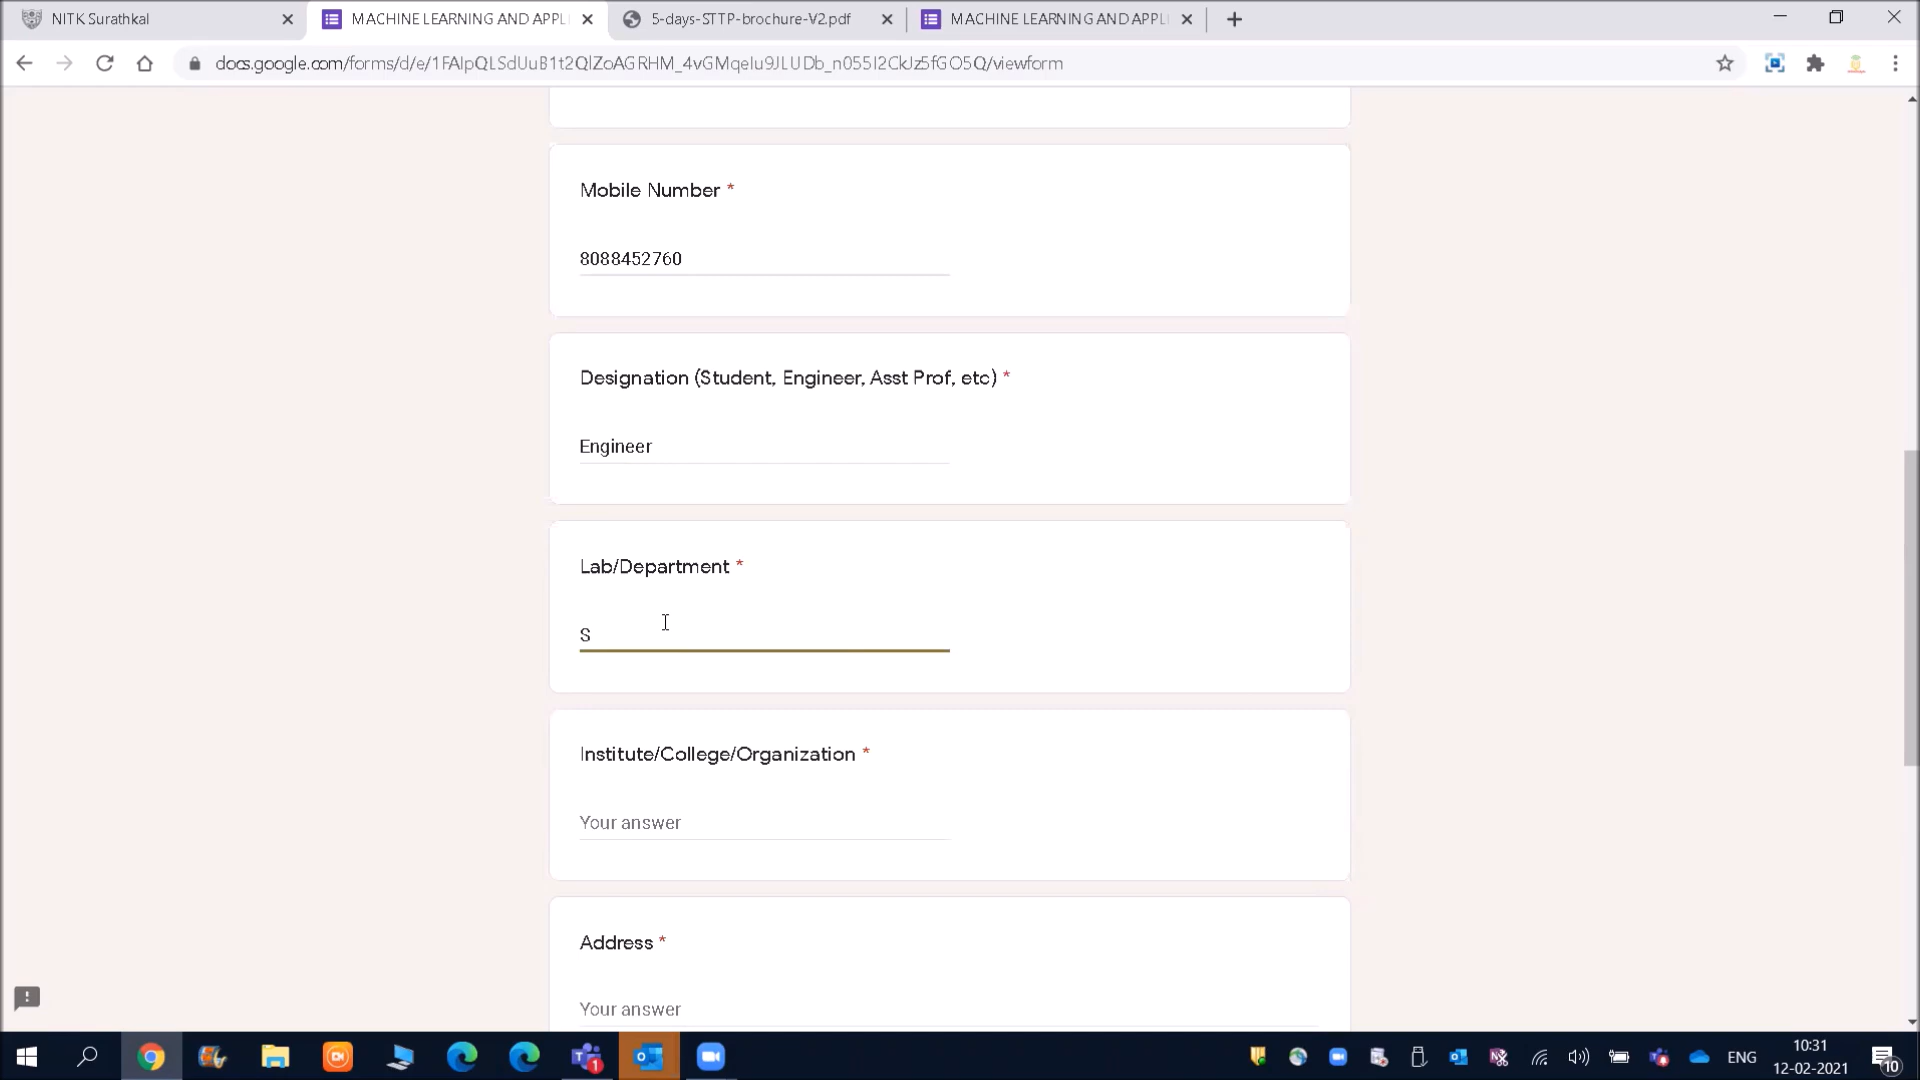 NITK Surathkal
MACHINE LEARNING AND APPL
5-days-STTP-brochure-V2.pdf
MACHINE LEARNING AND APPL
docs.google.com/forms/d/e/1FAIpQLSdUuB1t2QlZoAGRHM_4vGMqeIu9JLUDb_n055I2CkJz5fGO5Q/viewform
Mobile Number *
8088452760
Designation (Student, Engineer, Asst Prof, etc) *
Engineer
Lab/Department *
S
Institute/College/Organization *
Your answer
Address *
Your answer
1
ENG
10:31
12-02-2021
10